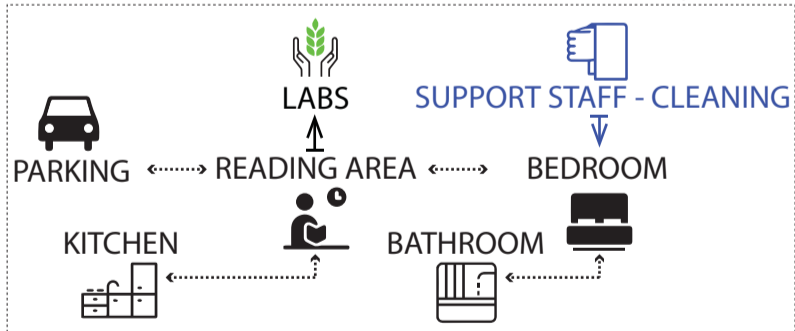 LABS
SUPPORT STAFF - CLEANING
PARKING
READING AREA
BEDROOM
KITCHEN
BATHROOM